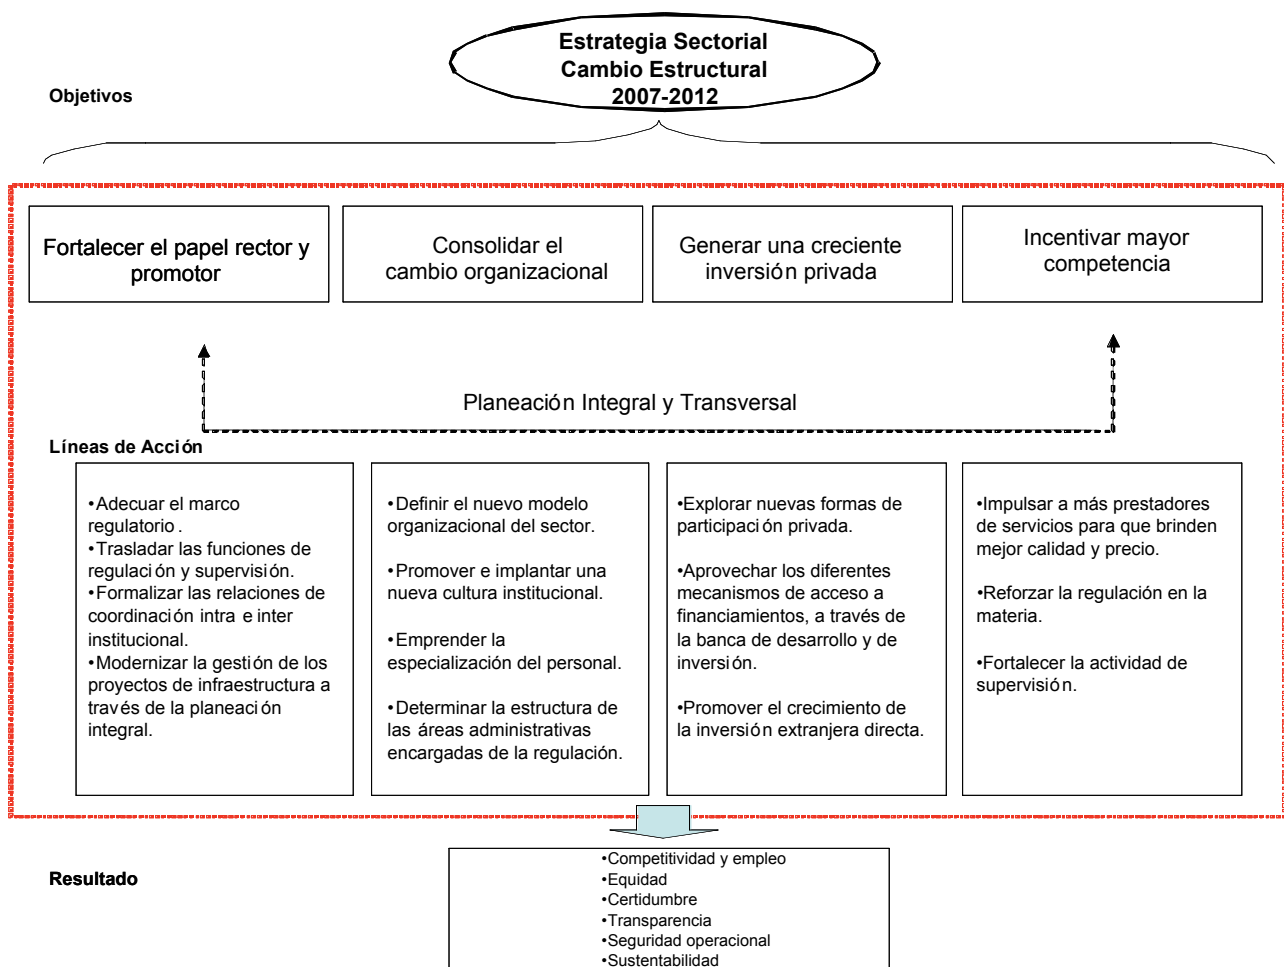 Estrategia Sectorial
Cambio Estructural
2007-2012
Objetivos
Fortalecer el papel rector y
promotor
Consolidar el
cambio organizacional
Generar una creciente
inversión privada
Incentivar mayor
competencia
Planeación Integral y Transversal
Líneas de Acción
•Adecuar el marco
regulatorio .
•Trasladar las funciones de
regulación y supervisión.
•Formalizar las relaciones de
coordinación intra e inter
institucional.
•Modernizar la gestión de los
proyectos de infraestructura a
través de la planeación
integral.
•Definir el nuevo modelo
organizacional del sector.
•Promover e implantar una
nueva cultura institucional.
•Emprender la
especialización del personal.
•Determinar la estructura de
las áreas administrativas
encargadas de la regulación.
•Explorar nuevas formas de
participación privada.
•Aprovechar los diferentes
mecanismos de acceso a
financiamientos, a través de
la banca de desarrollo y de
inversión.
•Promover el crecimiento de
la inversión extranjera directa.
•Impulsar a más prestadores
de servicios para que brinden
mejor calidad y precio.
•Reforzar la regulación en la
materia.
•Fortalecer la actividad de
supervisión.
Resultado
•Competitividad y empleo
•Equidad
•Certidumbre
•Transparencia
•Seguridad operacional
•Sustentabilidad